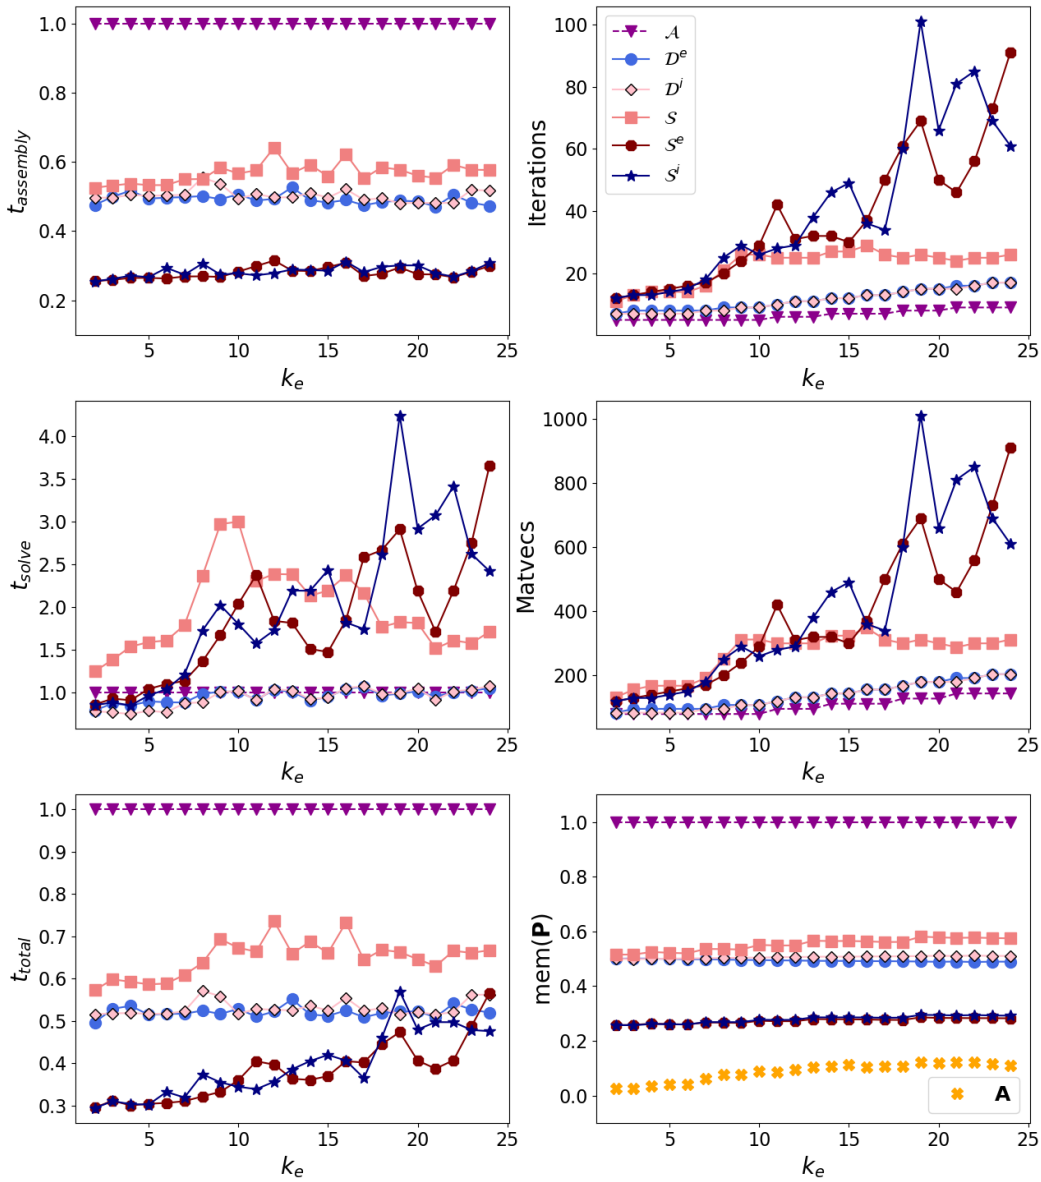 1.0
0.8
0.6
0.4
0.2
t_assembly
5 10 15 20 25
k_e
100
80
60
40
20
Iterations
5 10 15 20 25
k_e
𝒜
𝒟^e
𝒟^i
𝒮
𝒮^e
𝒮^i
4.0
3.5
3.0
2.5
2.0
1.5
1.0
t_solve
5 10 15 20 25
k_e
1000
800
600
400
200
Matvecs
5 10 15 20 25
k_e
1.0
0.9
0.8
0.7
0.6
0.5
0.4
0.3
t_total
5 10 15 20 25
k_e
1.0
0.8
0.6
0.4
0.2
0.0
mem(𝐏)
𝐀
5 10 15 20 25
k_e